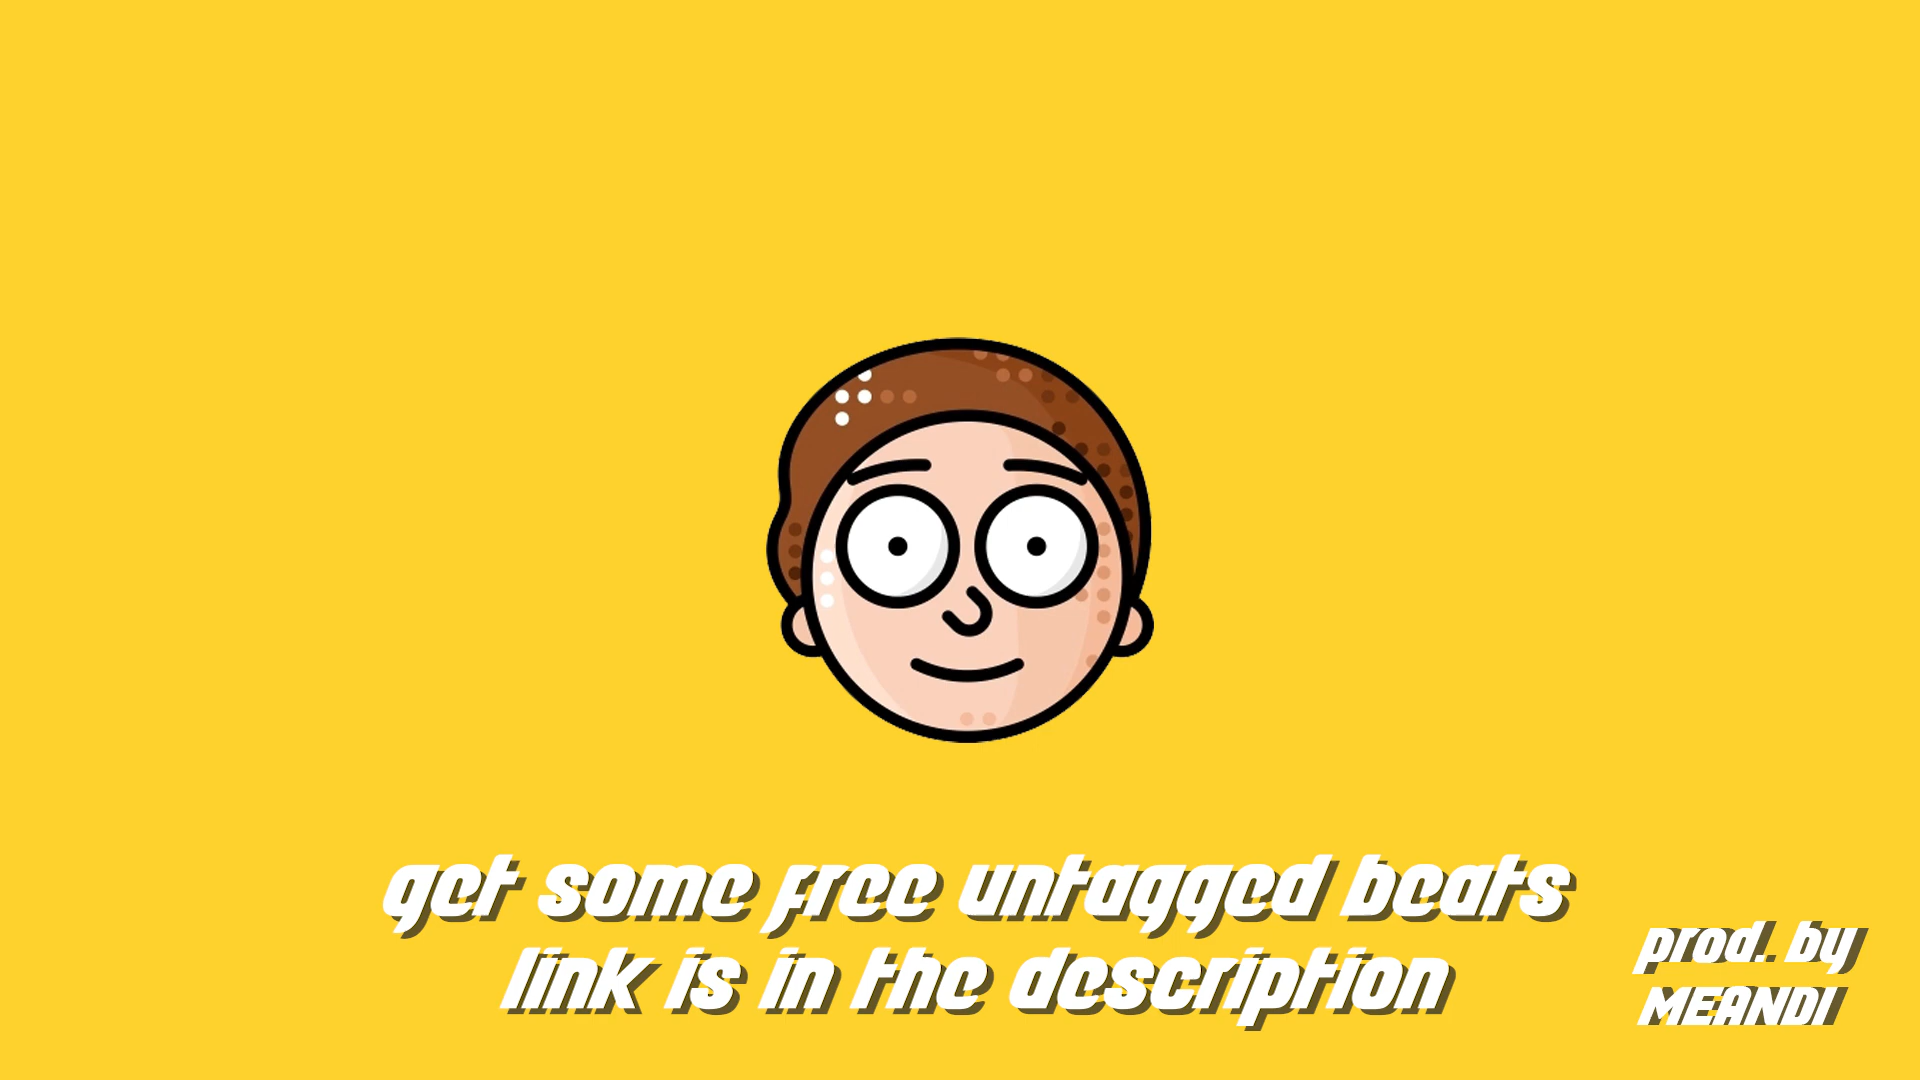 get some free untagged beats
link is in the description
prod. by
MEANDI